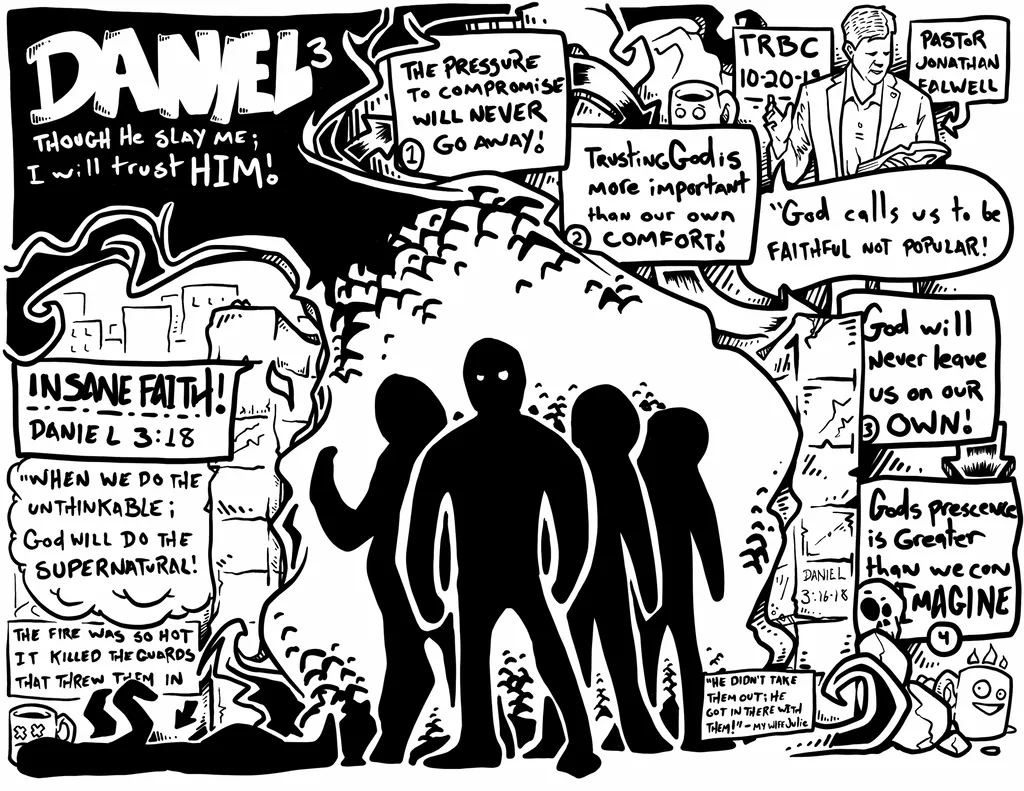 DANIEL 3
THOUGH HE SLAY ME;
I will trust HIM!
THE PRESSURE
TO COMPROMISE
WILL NEVER
GO AWAY!
1
TRUSTING GOD is
more important
than our own
COMFORT!
2
TRBC
10-20-19
PASTOR
JONATHAN
FALWELL
"God calls us to be
FAITHFUL NOT POPULAR!
God will
Never leave
us on our
OWN!
3
Gods prescence
is Greater
than we can
IMAGINE
4
INSANE FAITH!
DANIEL 3:18
"WHEN WE DO THE
UNTHINKABLE;
GOD WILL DO THE
SUPERNATURAL!
THE FIRE WAS SO HOT
IT KILLED THE GUARDS
THAT THREW THEM IN
DANIEL
3:16-18
"HE DIDN'T TAKE
THEM OUT; HE
GOT IN THERE WITH
THEM!" - MY WIFE Julie